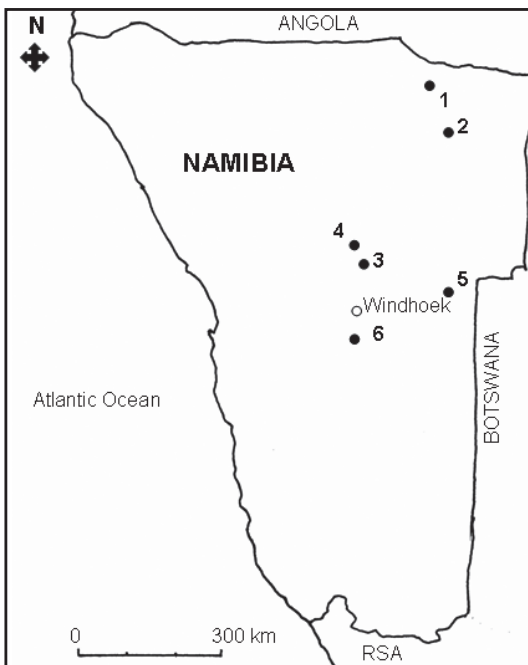 ANGOLA
N
1
2
NAMIBIA
4
3
5
Windhoek
6
BOTSWANA
Atlantic Ocean
0 300 km
RSA